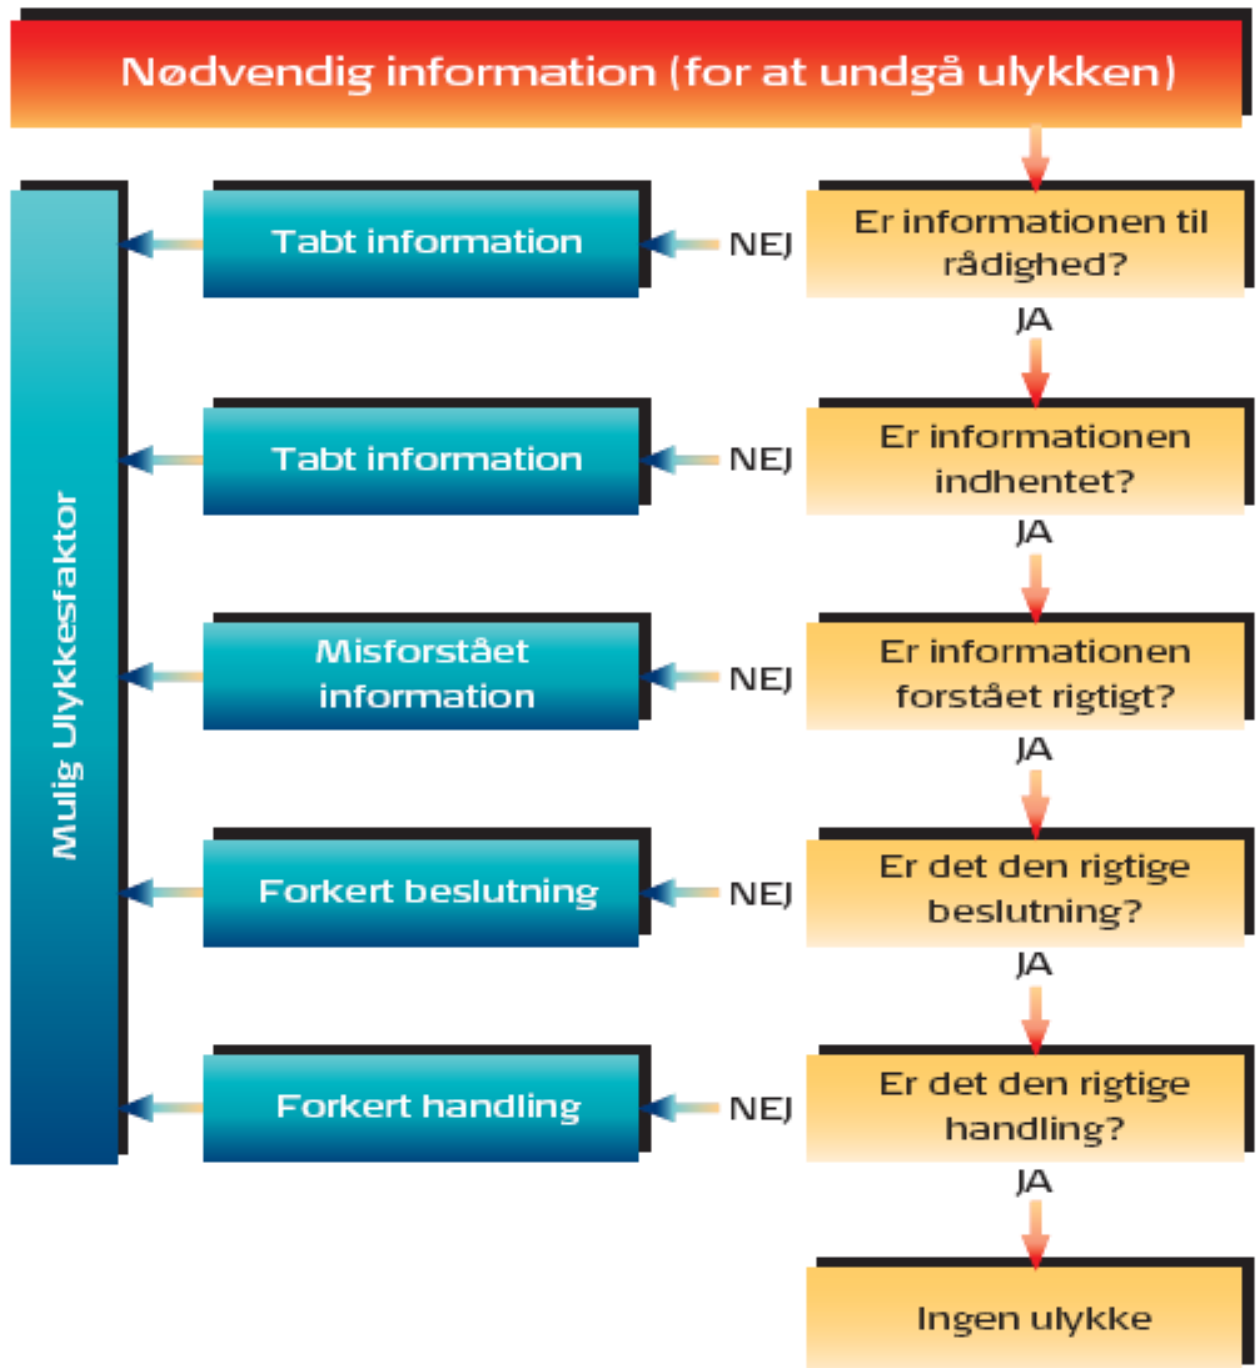 Nødvendig information (for at undgå ulykken)
Er informationen til
rådighed?
NEJ
Tabt information
JA
Er informationen
indhentet?
NEJ
Tabt information
JA
Er informationen
forstået rigtigt?
NEJ
Misforstået
information
JA
Er det den rigtige
beslutning?
NEJ
Forkert beslutning
JA
Er det den rigtige
handling?
NEJ
Forkert handling
JA
Ingen ulykke
Mulig Ulykkesfaktor